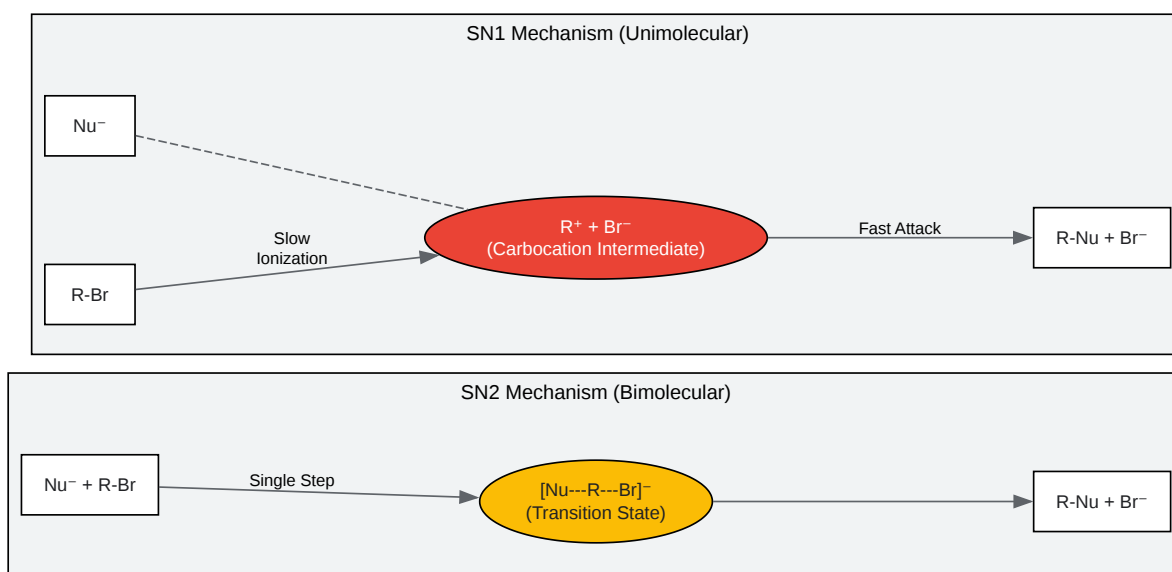 SN1 Mechanism (Unimolecular)
Nu⁻
R⁺ + Br⁻
(Carbocation Intermediate)
Fast Attack
R-Nu + Br⁻
Slow
Ionization
R-Br
SN2 Mechanism (Bimolecular)
Nu⁻ + R-Br
Single Step
[Nu---R---Br]⁻
(Transition State)
R-Nu + Br⁻